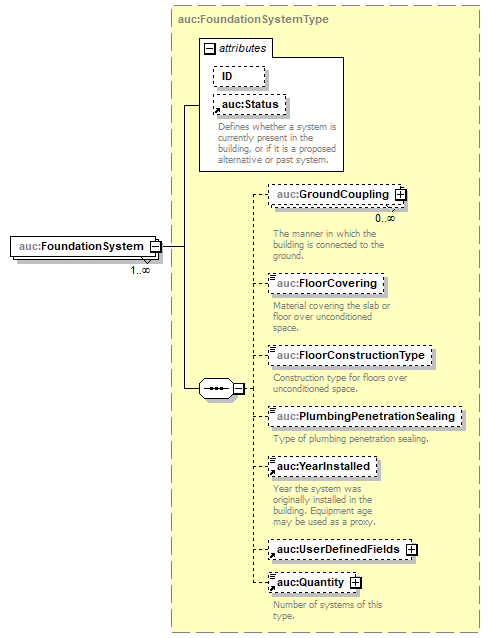 auc:FoundationSystemType
attributes
ID
auc:Status
Defines whether a system is
currently present in the
building, or if it is a proposed
alternative or past system.
auc:GroundCoupling
0..∞
The manner in which the
building is connected to the
ground.
auc:FoundationSystem
1..∞
auc:FloorCovering
Material covering the slab or
floor over unconditioned
space.
auc:FloorConstructionType
Construction type for floors over
unconditioned space.
auc:PlumbingPenetrationSealing
Type of plumbing penetration sealing.
auc:YearInstalled
Year the system was
originally installed in the
building. Equipment age
may be used as a proxy.
auc:UserDefinedFields
auc:Quantity
Number of systems of this
type.